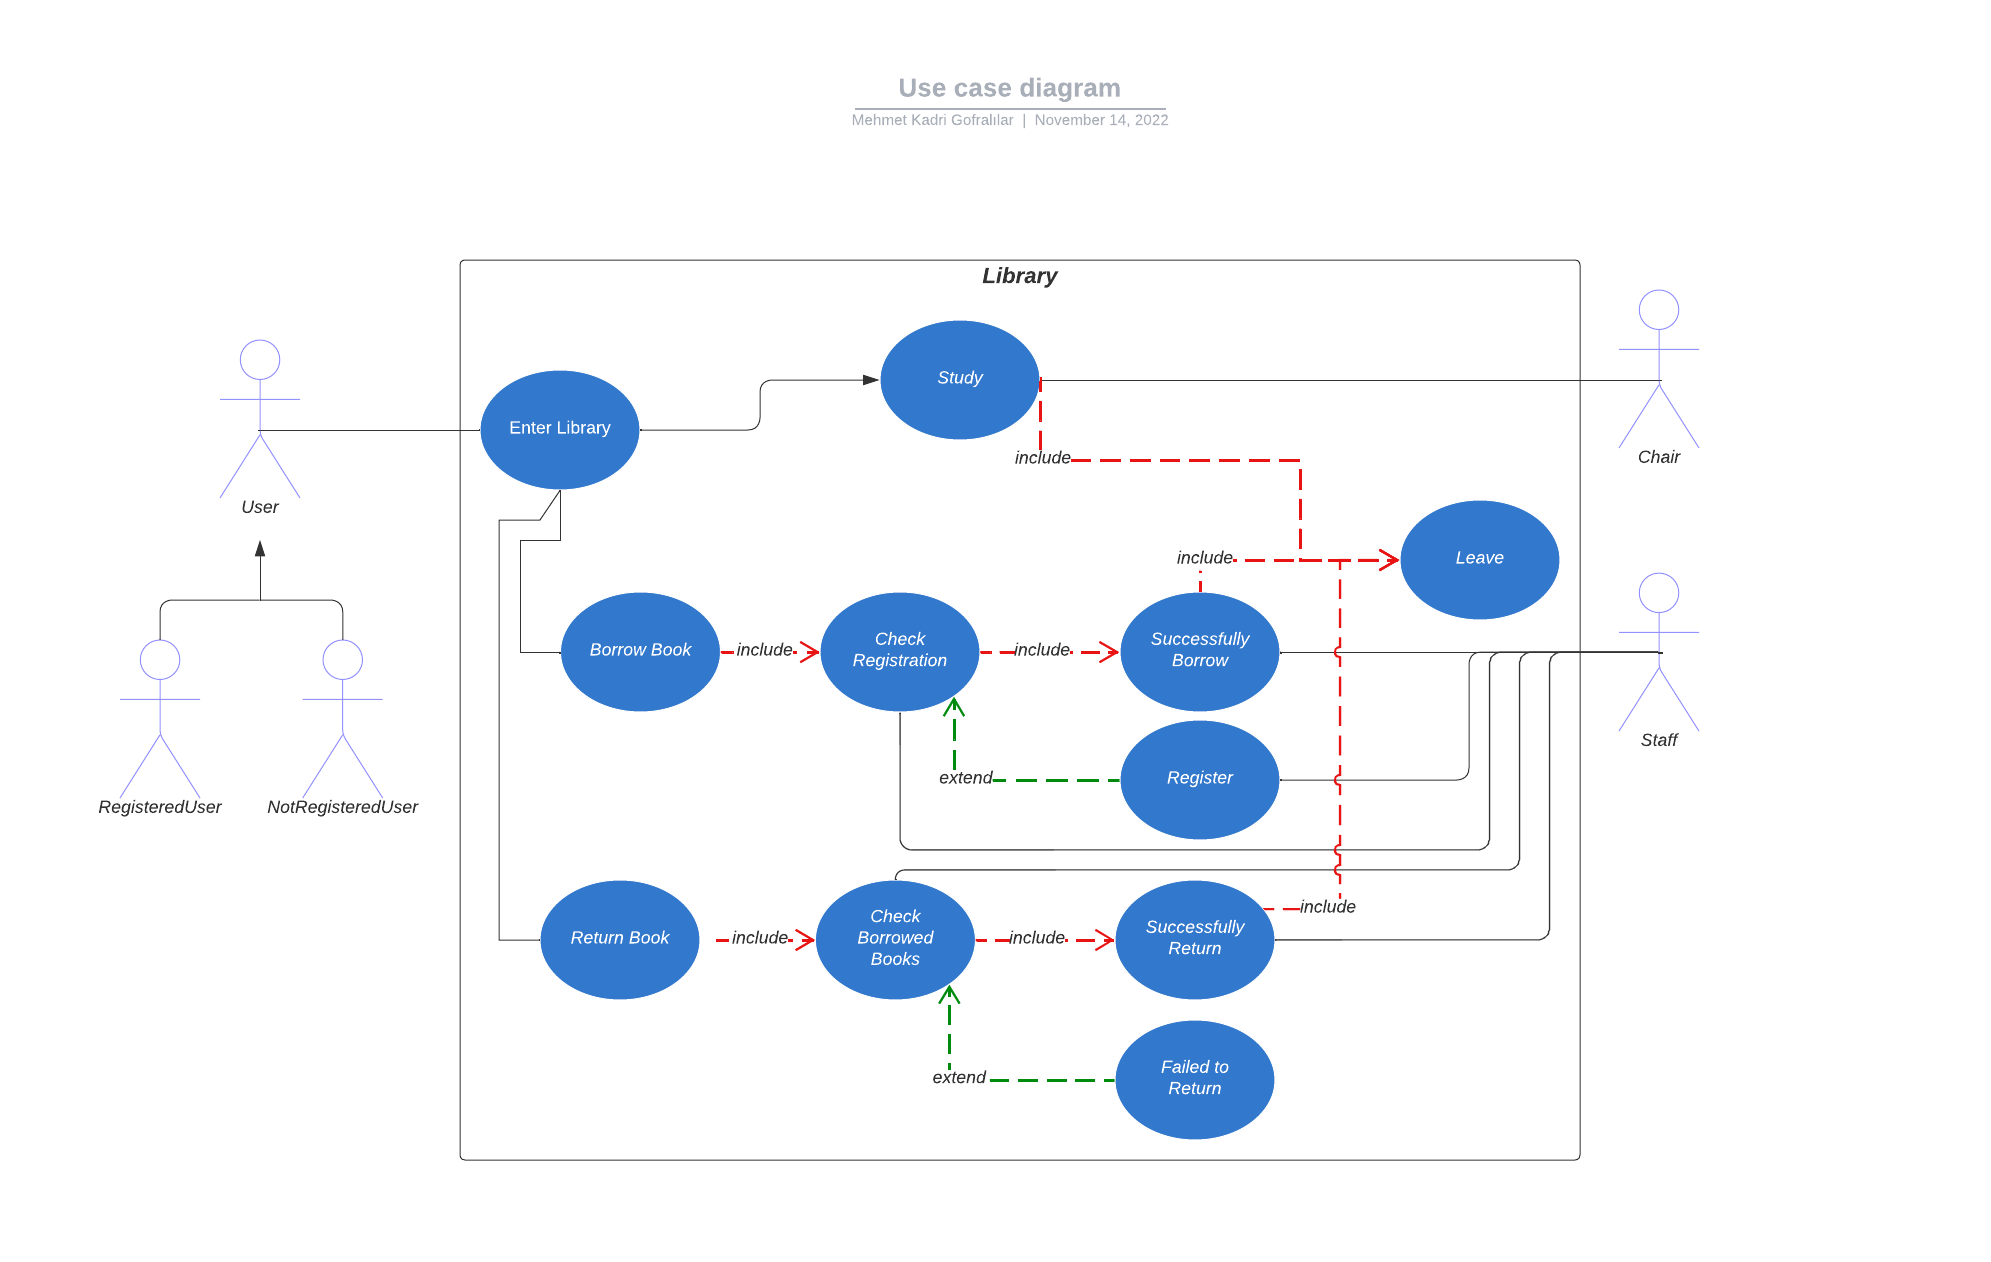 Use case diagram
Mehmet Kadri Gofralılar | November 14, 2022
Library
Study
Enter Library
include
Chair
User
include
Leave
Borrow Book
include
Check
Registration
include
Successfully
Borrow
Staff
extend
Register
RegisteredUser
NotRegisteredUser
include
Return Book
include
Check
Borrowed
Books
include
Successfully
Return
extend
Failed to
Return